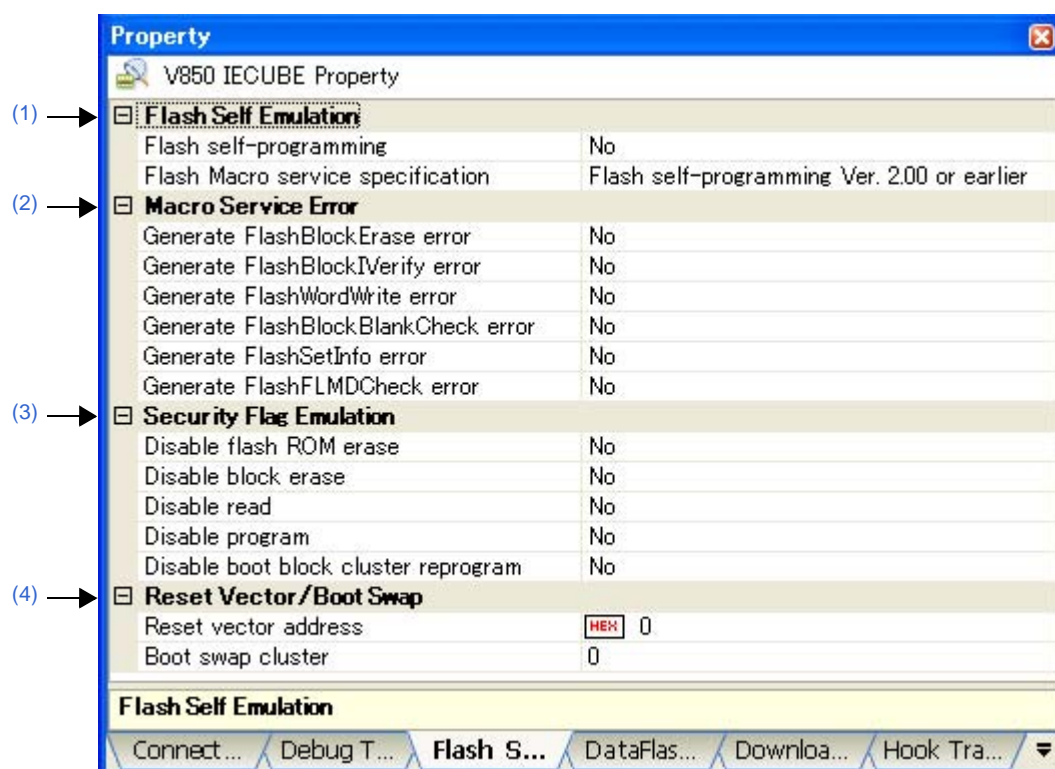 Property
V850 IECUBE Property
(1)
Flash Self Emulation
Flash self-programming No
Flash Macro service specification Flash self-programming Ver. 2.00 or earlier
(2)
Macro Service Error
Generate FlashBlockErase error No
Generate FlashBlockIVerify error No
Generate FlashWordWrite error No
Generate FlashBlockBlankCheck error No
Generate FlashSetInfo error No
Generate FlashFLMDCheck error No
(3)
Security Flag Emulation
Disable flash ROM erase No
Disable block erase No
Disable read No
Disable program No
Disable boot block cluster reprogram No
(4)
Reset Vector/Boot Swap
Reset vector address HEX 0
Boot swap cluster 0
Flash Self Emulation
Connect... Debug T... Flash S... DataFlas... Downloa... Hook Tra...